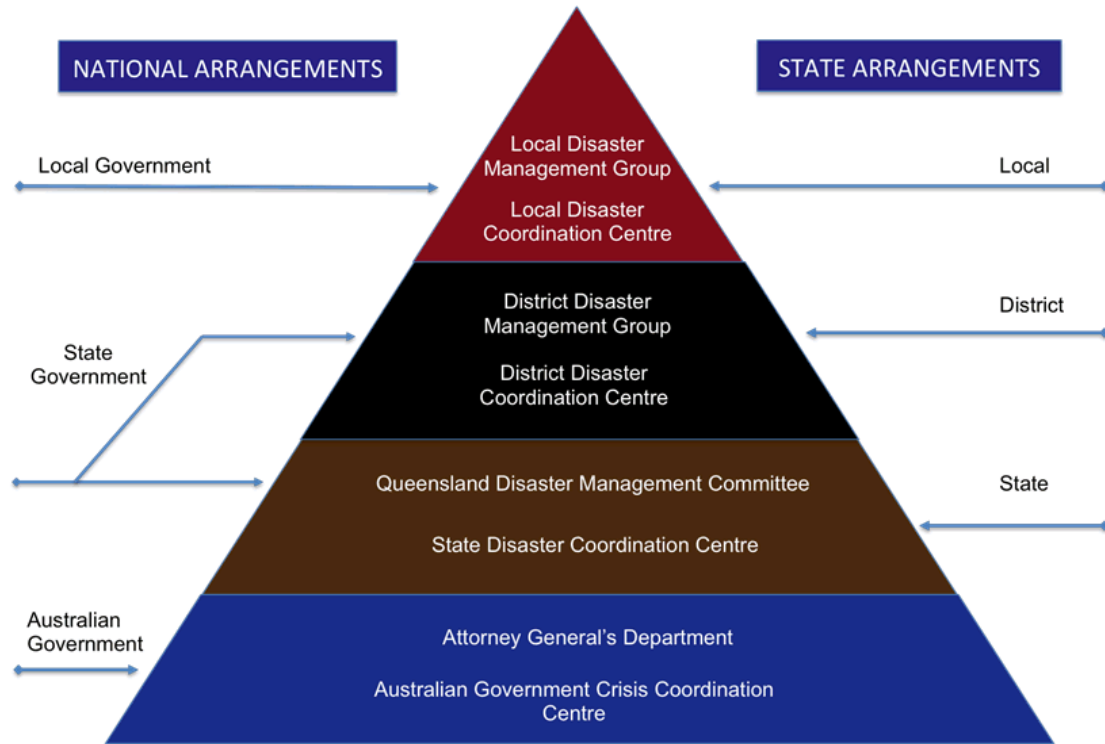 NATIONAL ARRANGEMENTS
STATE ARRANGEMENTS
Local Government
Local Disaster
Management Group
Local Disaster
Coordination Centre
Local
State
Government
District Disaster
Management Group
District Disaster
Coordination Centre
District
Queensland Disaster Management Committee
State Disaster Coordination Centre
State
Australian
Government
Attorney General’s Department
Australian Government Crisis Coordination
Centre